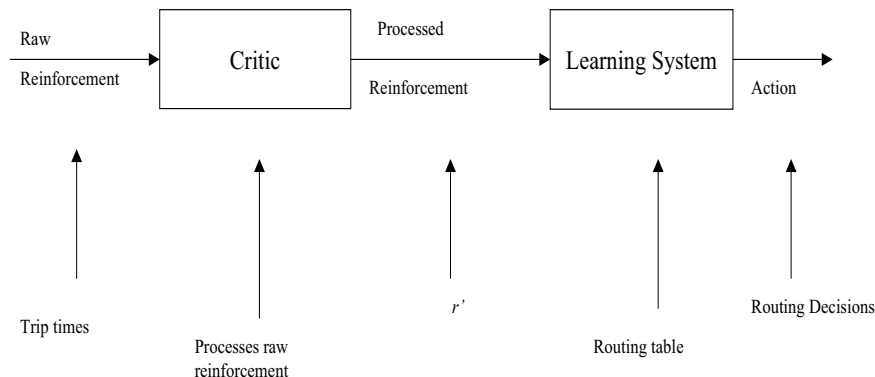 Raw
Reinforcement
Critic
Processed
Reinforcement
Learning System
Action
Trip times
Processes raw
reinforcement
r’
Routing table
Routing Decisions